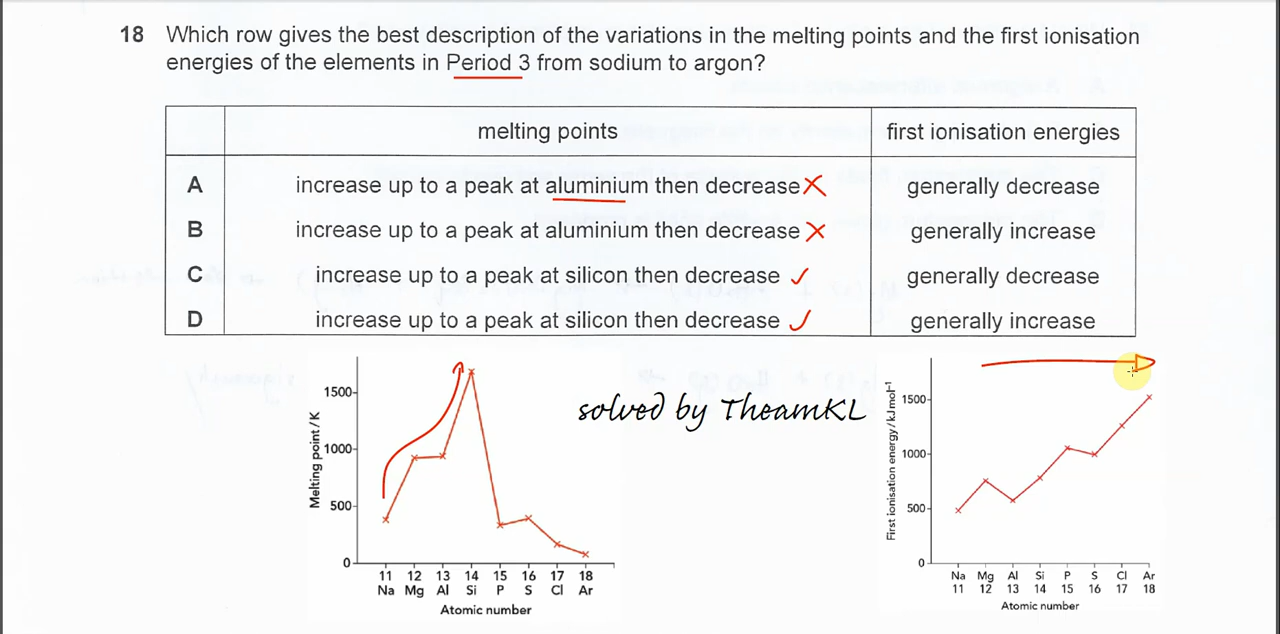 18 Which row gives the best description of the variations in the melting points and the first ionisation
energies of the elements in Period 3 from sodium to argon?
melting points first ionisation energies
A increase up to a peak at aluminium then decrease generally decrease
B increase up to a peak at aluminium then decrease generally increase
C increase up to a peak at silicon then decrease generally decrease
D increase up to a peak at silicon then decrease generally increase
solved by TheamKL
Melting point/K
1500
1000
500
0
11 12 13 14 15 16 17 18
Na Mg Al Si P S Cl Ar
Atomic number
First ionisation energy/kJ mol⁻¹
1500
1000
500
0
Na Mg Al Si P S Cl Ar
11 12 13 14 15 16 17 18
Atomic number